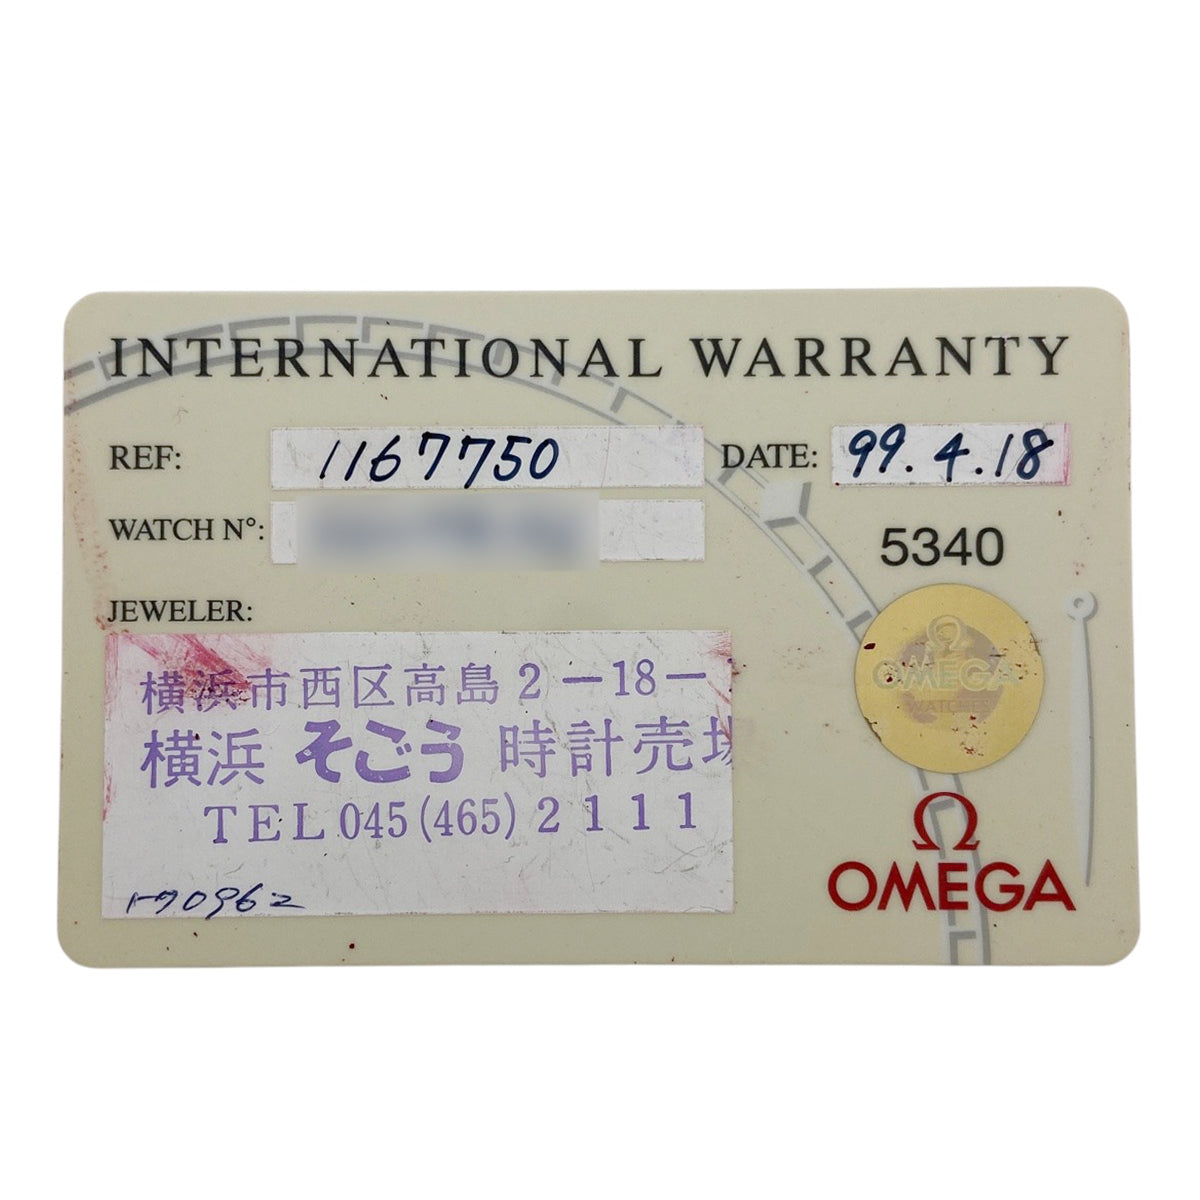 INTERNATIONAL WARRANTY
REF: 1167750 DATE: 99.4.18
WATCH N°:
5340
JEWELER:
横浜市西区高島2-18-
横浜 そごう 時計売場
TEL 045(465)2111
OMEGA
WATCHES
Ω
OMEGA